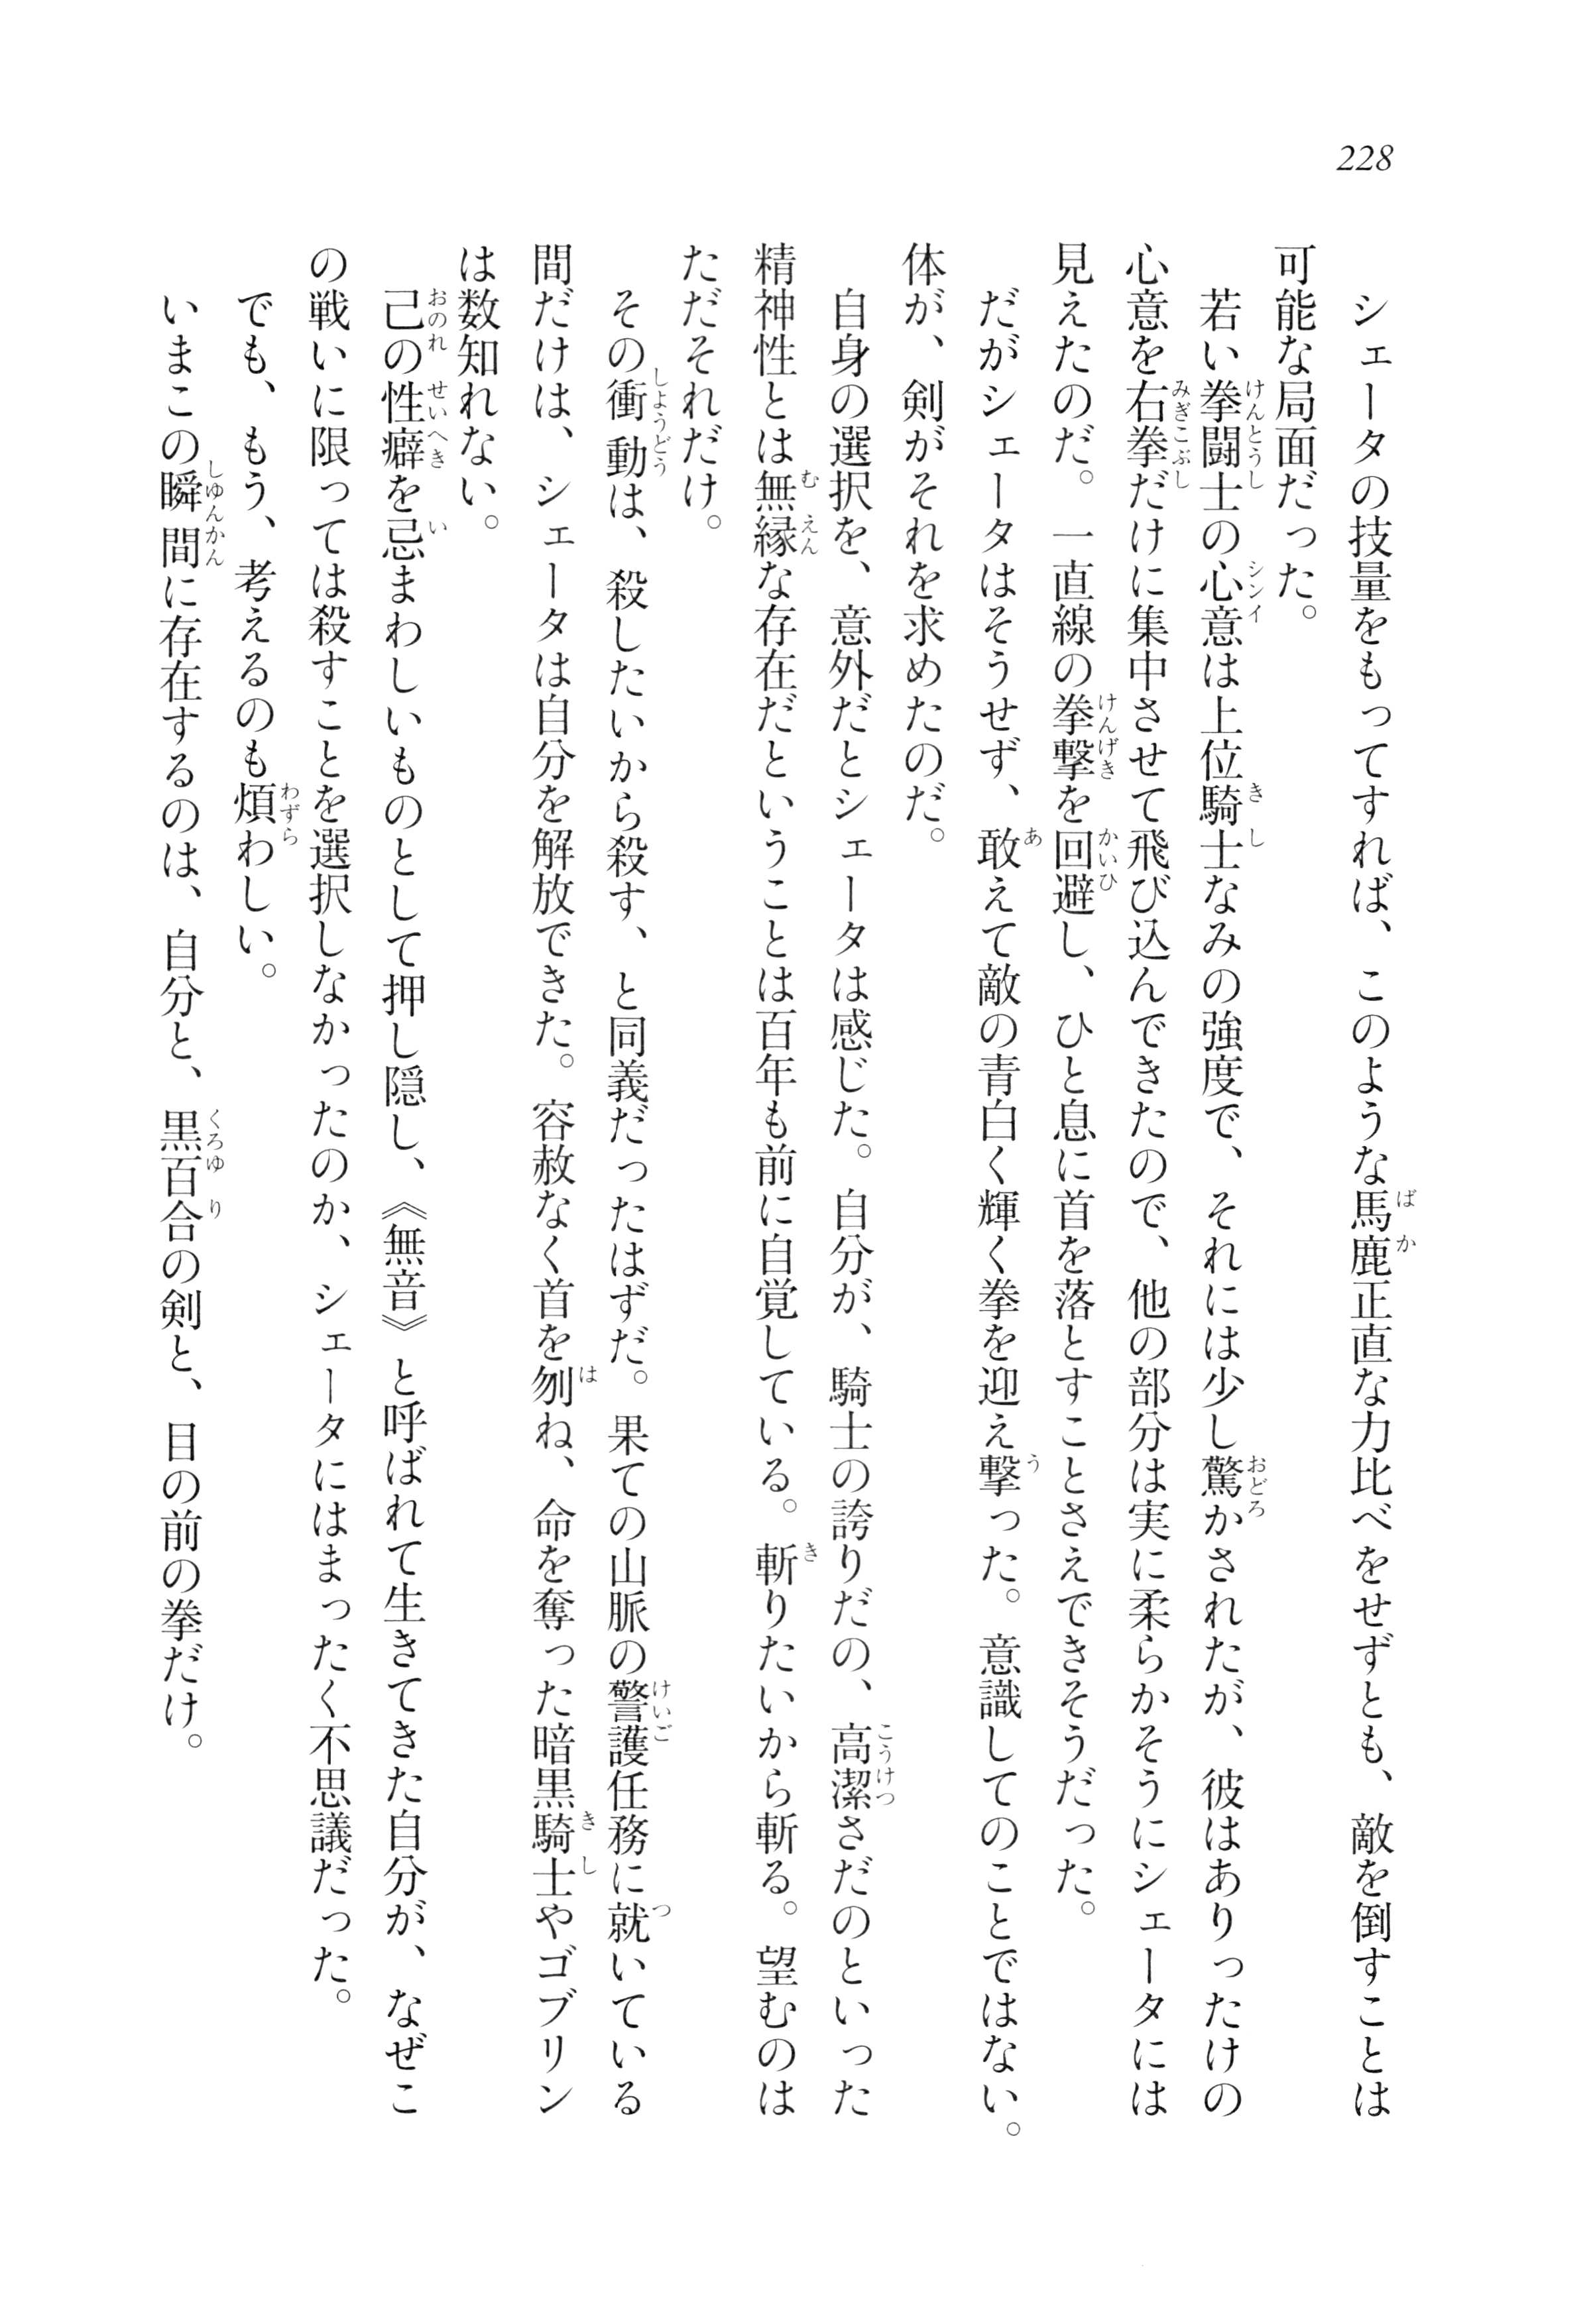 228
　シェータの技量をもってすれば、このような馬鹿正直な力比べをせずとも、敵を倒すことは
可能な局面だった。
　若い拳闘士の心意は上位騎士なみの強度で、それには少し驚かされたが、彼はありったけの
心意を右拳だけに集中させて飛び込んできたので、他の部分は実に柔らかそうにシェータには
見えたのだ。一直線の拳撃を回避し、ひと息に首を落とすことさえできそうだった。
　だがシェータはそうせず、敢えて敵の青白く輝く拳を迎え撃った。意識してのことではない。
体が、剣がそれを求めたのだ。
　自身の選択を、意外だとシェータは感じた。自分が、騎士の誇りだの、高潔さだのといった
精神性とは無縁な存在だということは百年も前に自覚している。斬りたいから斬る。望むのは
ただそれだけ。
　その衝動は、殺したいから殺す、と同義だったはずだ。果ての山脈の警護任務に就いている
間だけは、シェータは自分を解放できた。容赦なく首を刎ね、命を奪った暗黒騎士やゴブリン
は数知れない。
　己の性癖を忌まわしいものとして押し隠し、《無音》と呼ばれて生きてきた自分が、なぜこ
の戦いに限っては殺すことを選択しなかったのか、シェータにはまったく不思議だった。
　でも、もう、考えるのも煩わしい。
　いまこの瞬間に存在するのは、自分と、黒百合の剣と、目の前の拳だけ。